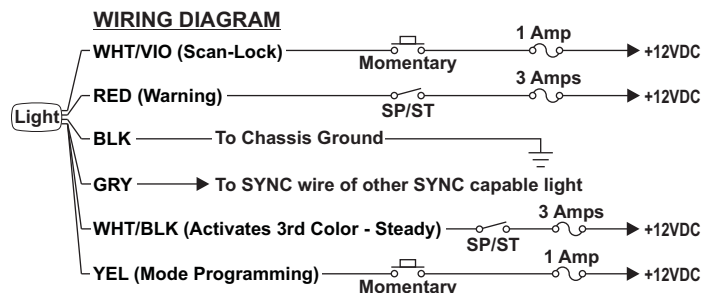 WIRING DIAGRAM
WHT/VIO (Scan-Lock) Momentary 1 Amp +12VDC
RED (Warning) SP/ST 3 Amps +12VDC
Light
BLK To Chassis Ground
GRY To SYNC wire of other SYNC capable light
WHT/BLK (Activates 3rd Color - Steady) SP/ST 3 Amps +12VDC
YEL (Mode Programming) Momentary 1 Amp +12VDC